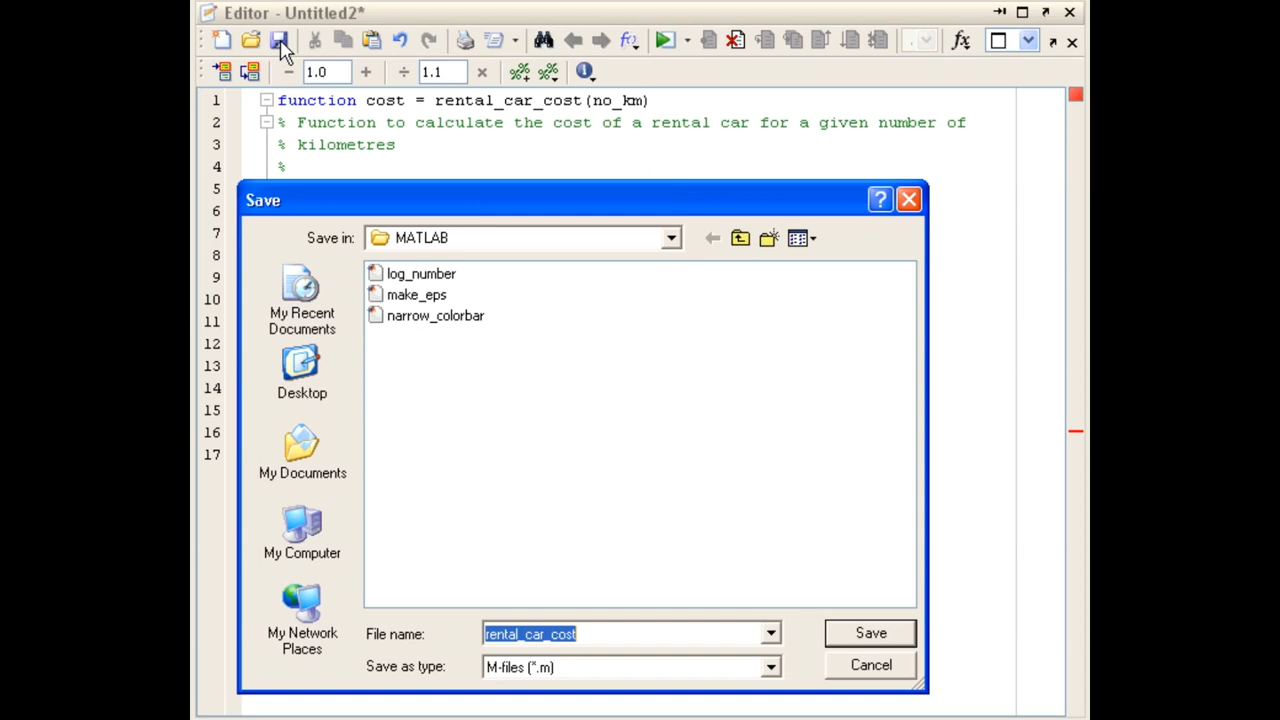 Editor - Untitled2*
1.0
1.1
1 function cost = rental_car_cost(no_km)
2 % Function to calculate the cost of a rental car for a given number of
3 % kilometres
4 %
5
6
7
8
9
10
11
12
13
14
15
16
17
Save
Save in: MATLAB
log_number
make_eps
narrow_colorbar
My Recent
Documents
Desktop
My Documents
My Computer
My Network
Places
File name: rental_car_cost
Save
Save as type: M-files (*.m)
Cancel